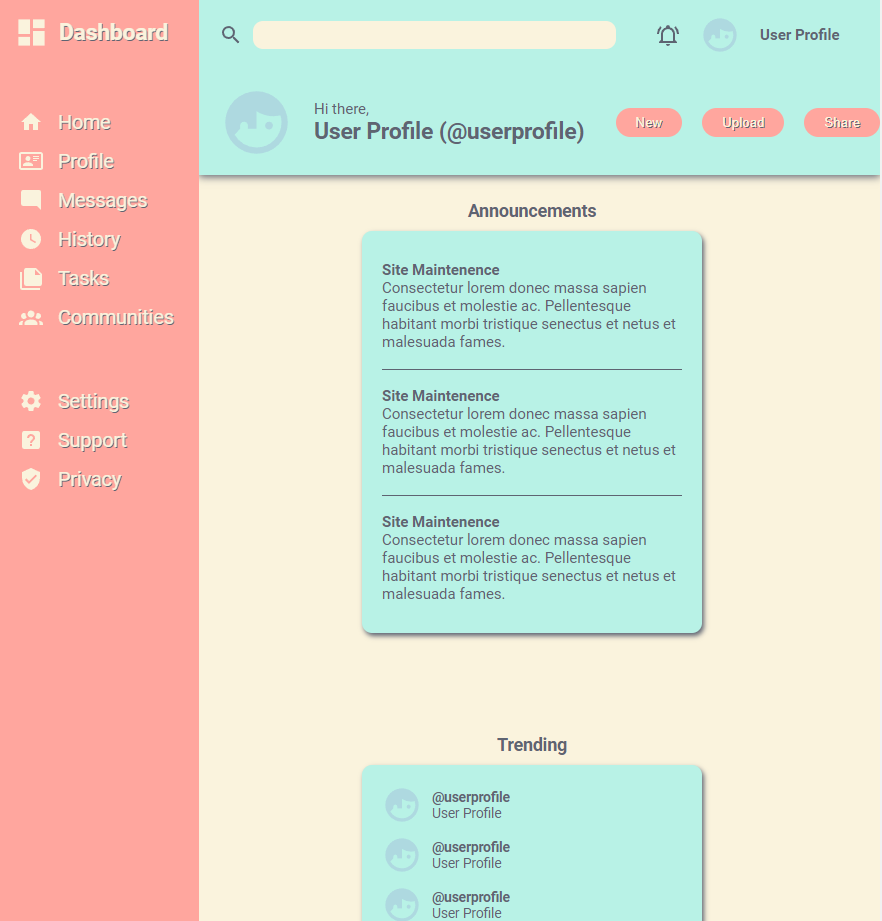 Dashboard
Home
Profile
Messages
History
Tasks
Communities
Settings
Support
Privacy
User Profile
Hi there,
User Profile (@userprofile)
New
Upload
Share
Announcements
Site Maintenence
Consectetur lorem donec massa sapien
faucibus et molestie ac. Pellentesque
habitant morbi tristique senectus et netus et
malesuada fames.
Site Maintenence
Consectetur lorem donec massa sapien
faucibus et molestie ac. Pellentesque
habitant morbi tristique senectus et netus et
malesuada fames.
Site Maintenence
Consectetur lorem donec massa sapien
faucibus et molestie ac. Pellentesque
habitant morbi tristique senectus et netus et
malesuada fames.
Trending
@userprofile
User Profile
@userprofile
User Profile
@userprofile
User Profile